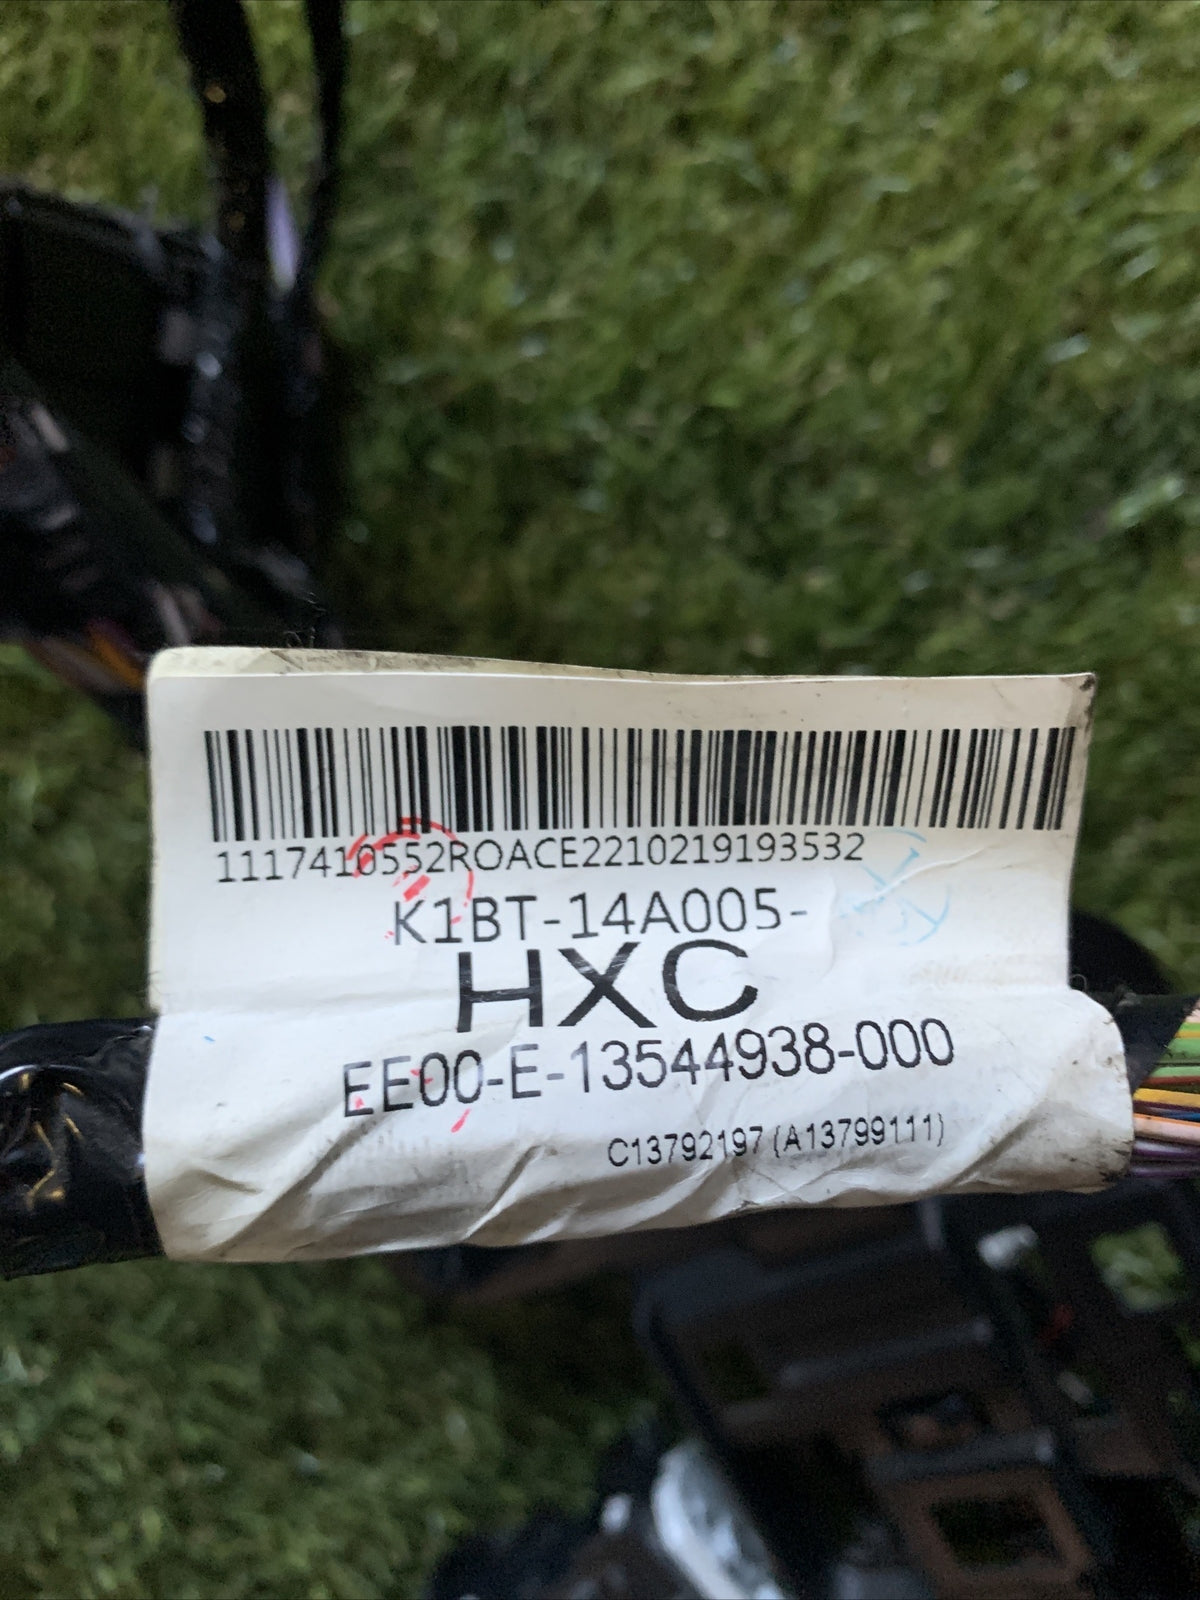 1117410552ROACE2210219193532
K1BT-14A005-
HXC
EE00-E-13544938-000
C13792197 (A13799111)